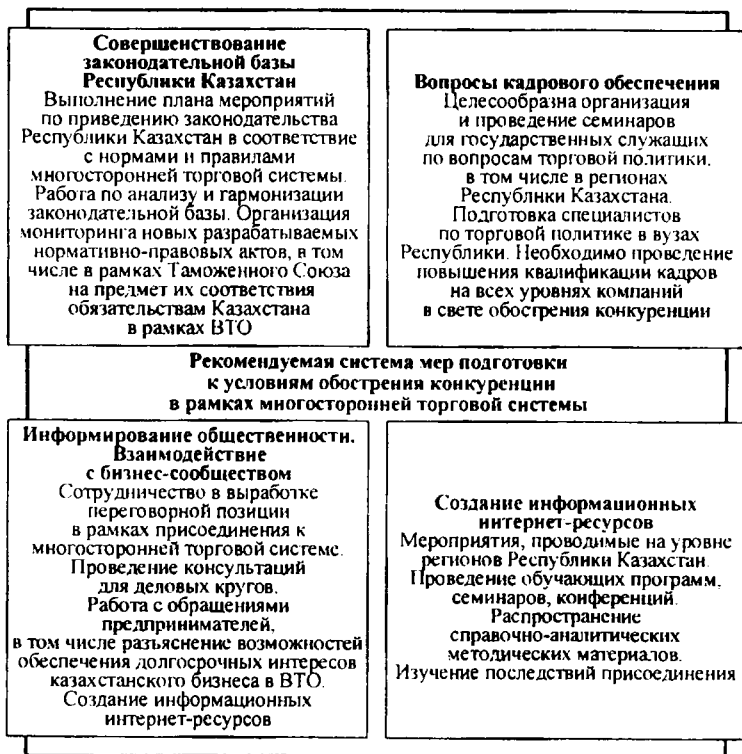 Совершенствование
законодательной базы
Республики Казахстан
Выполнение плана мероприятий
по приведению законодательства
Республики Казахстан в соответствие
с нормами и правилами
многосторонней торговой системы.
Работа по анализу и гармонизации
законодательной базы. Организация
мониторинга новых разрабатываемых
нормативно-правовых актов, в том
числе в рамках Таможенного Союза
на предмет их соответствия
обязательствам Казахстана
в рамках ВТО
Вопросы кадрового обеспечения
Целесообразна организация
и проведение семинаров
для государственных служащих
по вопросам торговой политики,
в том числе в регионах
Республики Казахстана.
Подготовка специалистов
по торговой политике в вузах
Республики. Необходимо проведение
повышения квалификации кадров
на всех уровнях компаний
в свете обострения конкуренции
Рекомендуемая система мер подготовки
к условиям обострения конкуренции
в рамках многосторонней торговой системы
Информирование общественности.
Взаимодействие
с бизнес-сообществом
Сотрудничество в выработке
переговорной позиции
в рамках присоединения к
многосторонней торговой системе.
Проведение консультаций
для деловых кругов.
Работа с обращениями
предпринимателей,
в том числе разъяснение возможностей
обеспечения долгосрочных интересов
казахстанского бизнеса в ВТО.
Создание информационных
интернет-ресурсов
Создание информационных
интернет-ресурсов
Мероприятия, проводимые на уровне
регионов Республики Казахстан.
Проведение обучающих программ,
семинаров, конференций.
Распространение
справочно-аналитических
методических материалов.
Изучение последствий присоединения